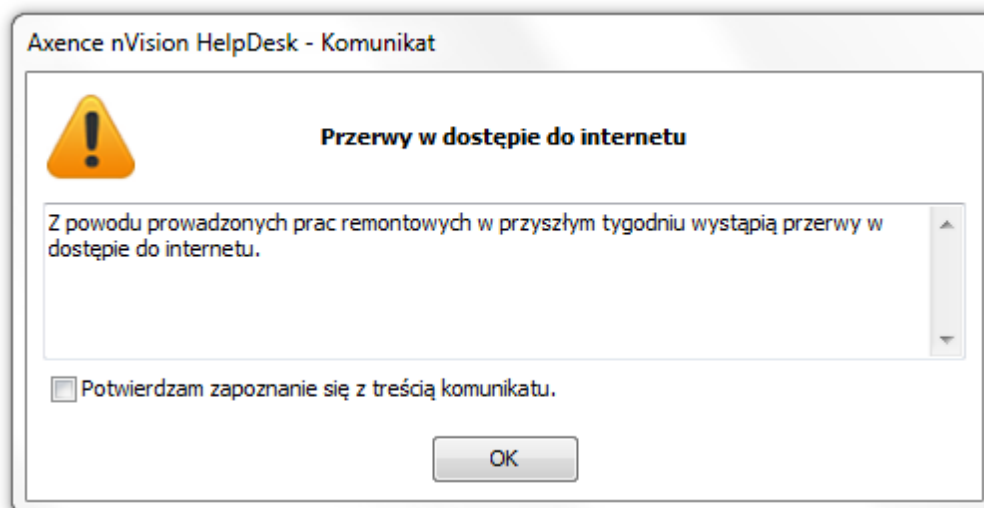 Axence nVision HelpDesk - Komunikat
Przerwy w dostępie do internetu
Z powodu prowadzonych prac remontowych w przyszłym tygodniu wystąpią przerwy w
dostępie do internetu.
Potwierdzam zapoznanie się z treścią komunikatu.
OK